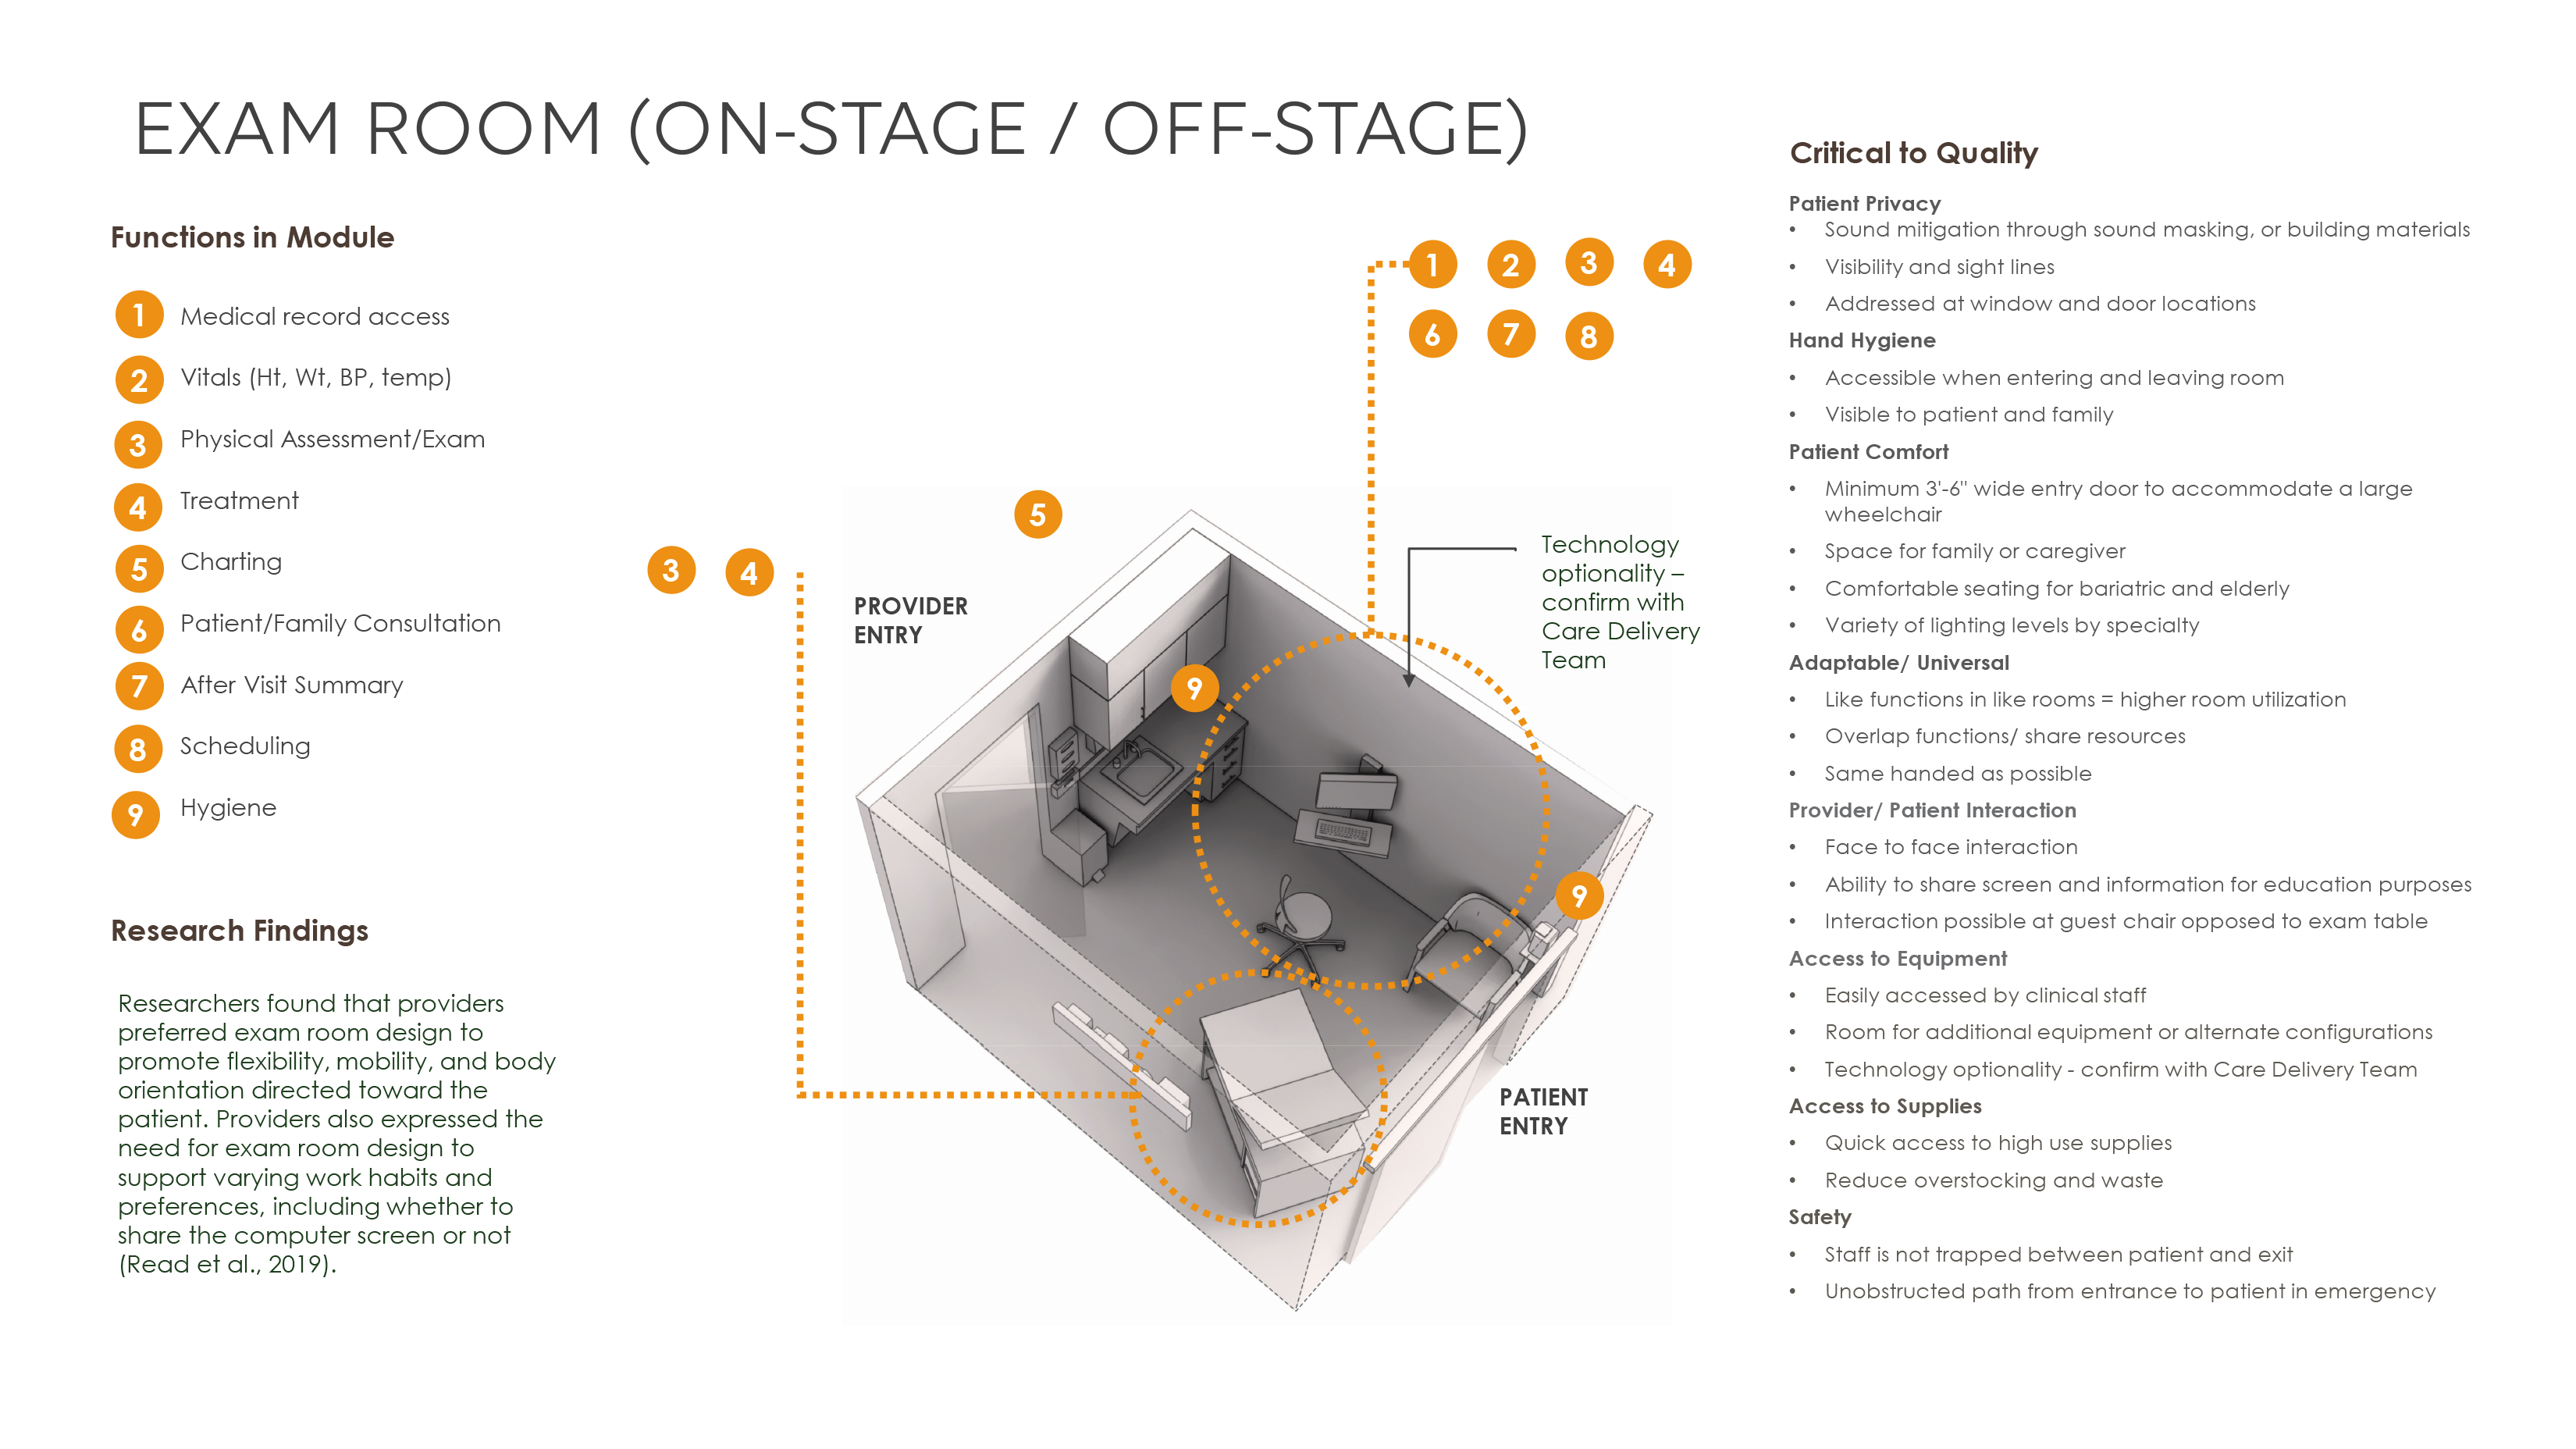 EXAM ROOM (ON-STAGE / OFF-STAGE)
Functions in Module
1 Medical record access
2 Vitals (Ht, Wt, BP, temp)
3 Physical Assessment/Exam
4 Treatment
5 Charting
6 Patient/Family Consultation
7 After Visit Summary
8 Scheduling
9 Hygiene
Research Findings
Researchers found that providers
preferred exam room design to
promote flexibility, mobility, and body
orientation directed toward the
patient. Providers also expressed the
need for exam room design to
support varying work habits and
preferences, including whether to
share the computer screen or not
(Read et al., 2019).
1 2 3 4
6 7 8
5
3 4
PROVIDER
ENTRY
Technology
optionality –
confirm with
Care Delivery
Team
9
9
PATIENT
ENTRY
Critical to Quality
Patient Privacy
• Sound mitigation through sound masking, or building materials
• Visibility and sight lines
• Addressed at window and door locations
Hand Hygiene
• Accessible when entering and leaving room
• Visible to patient and family
Patient Comfort
• Minimum 3'-6" wide entry door to accommodate a large
wheelchair
• Space for family or caregiver
• Comfortable seating for bariatric and elderly
• Variety of lighting levels by specialty
Adaptable/ Universal
• Like functions in like rooms = higher room utilization
• Overlap functions/ share resources
• Same handed as possible
Provider/ Patient Interaction
• Face to face interaction
• Ability to share screen and information for education purposes
• Interaction possible at guest chair opposed to exam table
Access to Equipment
• Easily accessed by clinical staff
• Room for additional equipment or alternate configurations
• Technology optionality - confirm with Care Delivery Team
Access to Supplies
• Quick access to high use supplies
• Reduce overstocking and waste
Safety
• Staff is not trapped between patient and exit
• Unobstructed path from entrance to patient in emergency